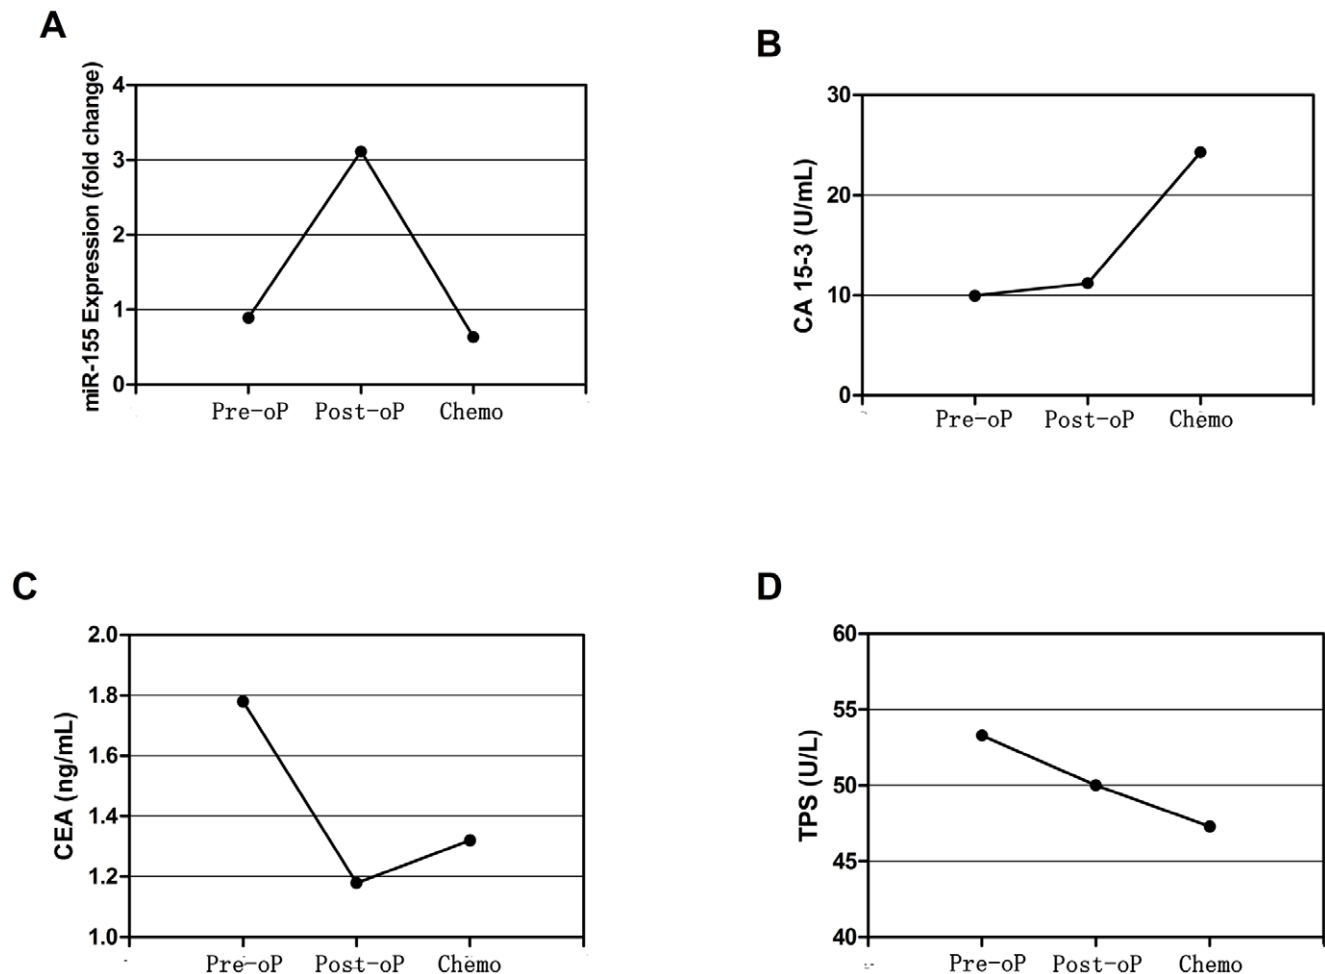 A
miR-155 Expression (fold change)
4
3
2
1
0
Pre-oP Post-oP Chemo
B
CA 15-3 (U/mL)
30
20
10
0
Pre-oP Post-oP Chemo
C
CEA (ng/mL)
2.0
1.8
1.6
1.4
1.2
1.0
Pre-oP Post-oP Chemo
D
TPS (U/L)
60
55
50
45
40
Pre-oP Post-oP Chemo